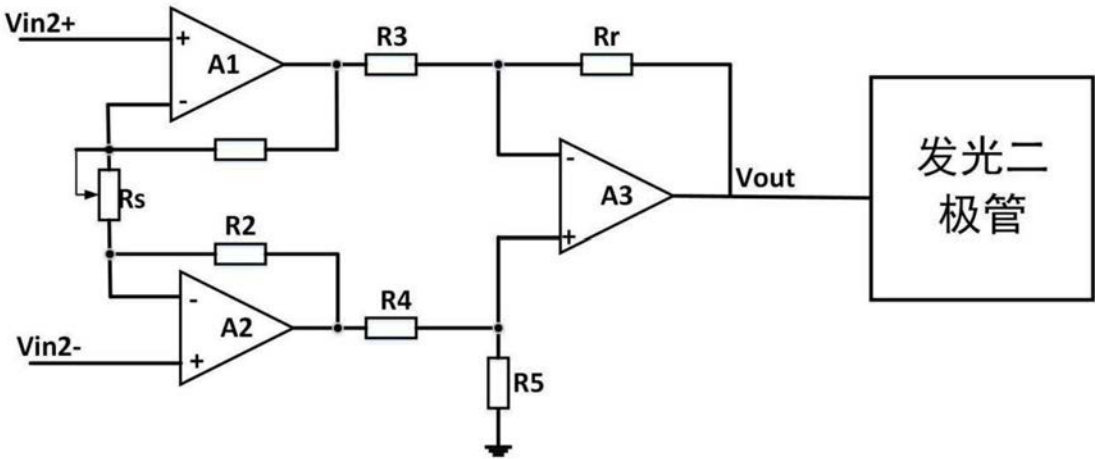 Vin2+
+
A1
-
R3
Rr
Rs
R2
-
A3
+
Vout
发光二
极管
-
A2
+
Vin2-
R4
R5